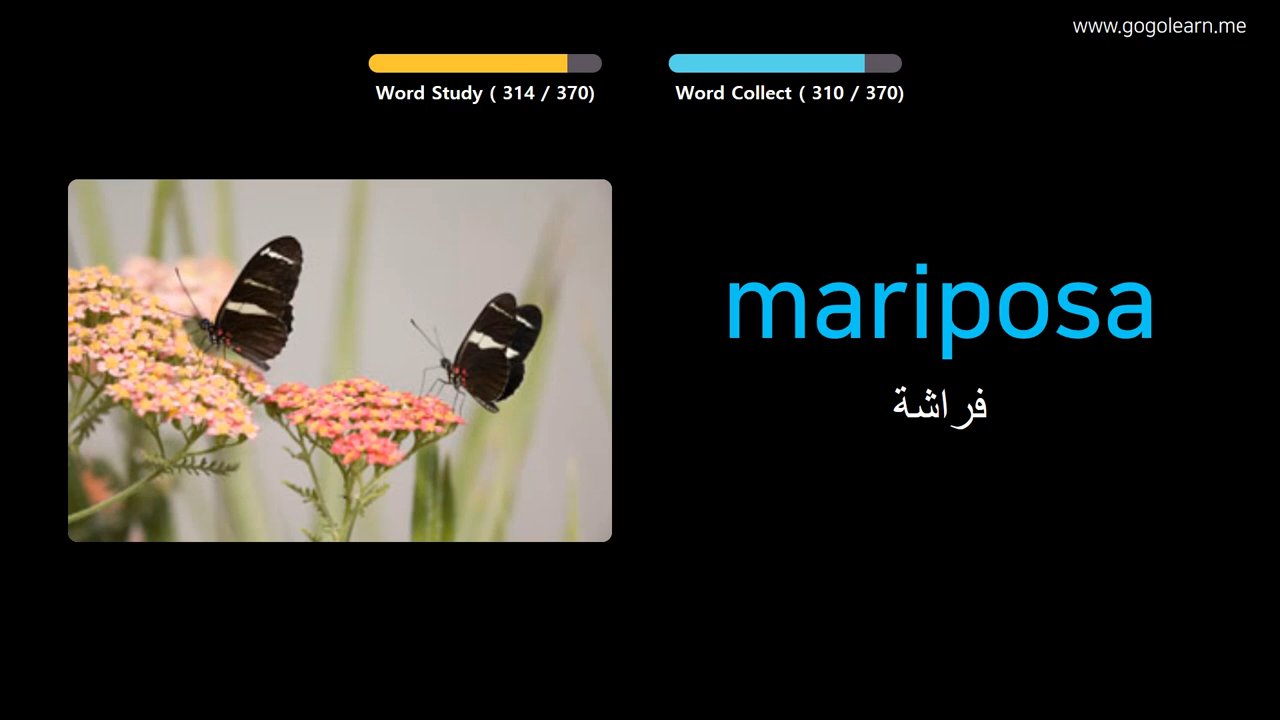 www.gogolearn.me
Word Study ( 314 / 370)
Word Collect ( 310 / 370)
mariposa
فراشة